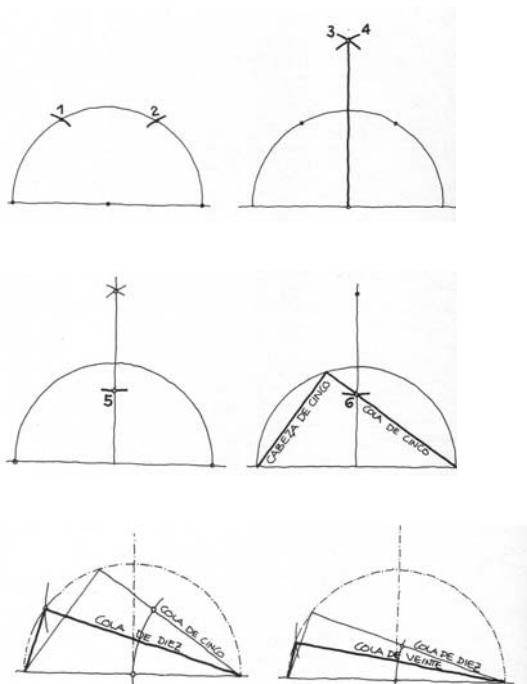 1 2
3 4
5
6
CABEZA DE CINCO
COLA DE CINCO
COLA DE CINCO
COLA DE DIEZ
COLA DE DIEZ
COLA DE VEINTE